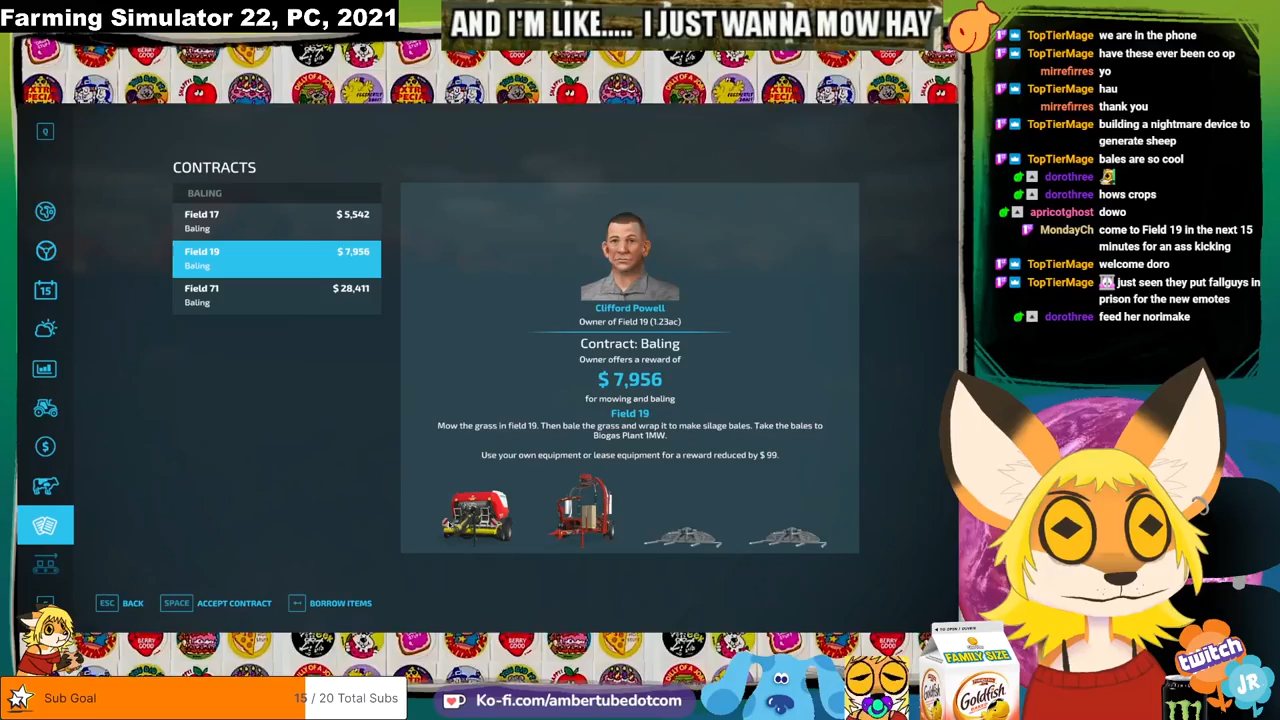 Farming Simulator 22, PC, 2021
AND I'M LIKE..... I JUST WANNA MOW HAY
Q
15
CONTRACTS
BALING
Field 17 $ 5,542
Baling
Field 19 $ 7,956
Baling
Field 71 $ 28,411
Baling
Clifford Powell
Owner of Field 19 (1.23ac)
Contract: Baling
Owner offers a reward of
$ 7,956
for mowing and baling
Field 19
Mow the grass in field 19. Then bale the grass and wrap it to make silage bales. Take the bales to
Biogas Plant 1MW.
Use your own equipment or lease equipment for a reward reduced by $ 99.
ESC BACK SPACE ACCEPT CONTRACT BORROW ITEMS
TopTierMage we are in the phone
TopTierMage have these ever been co op
mirrefirres yo
TopTierMage hau
mirrefirres thank you
TopTierMage building a nightmare device to
generate sheep
TopTierMage bales are so cool
dorothree
dorothree hows crops
apricotghost dowo
MondayCh come to Field 19 in the next 15
minutes for an ass kicking
TopTierMage welcome doro
TopTierMage just seen they put fallguys in
prison for the new emotes
dorothree feed her norimake
Sub Goal 15 / 20 Total Subs
Ko-fi.com/ambertubedotcom
FAMILY SIZE
Goldfish
twitch
JR